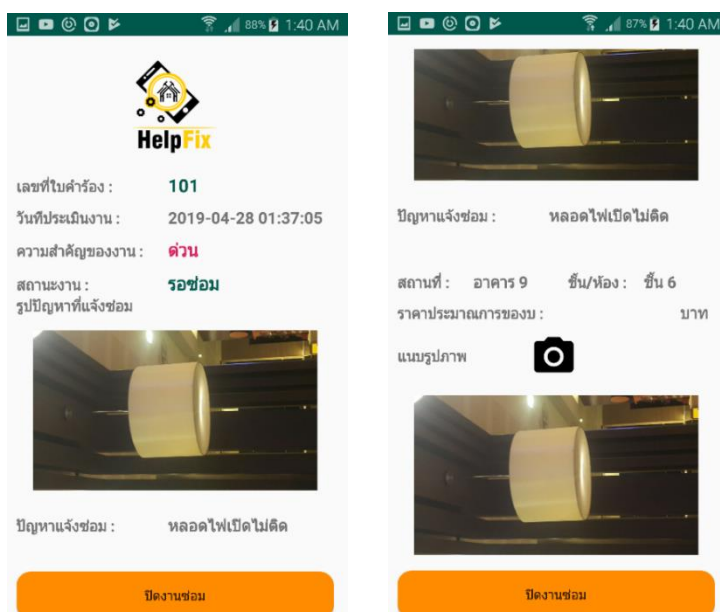 88% 1:40 AM
HelpFix
เลขที่ใบคำร้อง : 101
วันที่ประเมินงาน : 2019-04-28 01:37:05
ความสำคัญของงาน : ด่วน
สถานะงาน : รอซ่อม
รูปปัญหาที่แจ้งซ่อม
ปัญหาแจ้งซ่อม : หลอดไฟเปิดไม่ติด
ปิดงานซ่อม
87% 1:40 AM
ปัญหาแจ้งซ่อม : หลอดไฟเปิดไม่ติด
สถานที่ : อาคาร 9 ชั้น/ห้อง : ชั้น 6
ราคาประมาณการของบ : บาท
แนบรูปภาพ
ปิดงานซ่อม